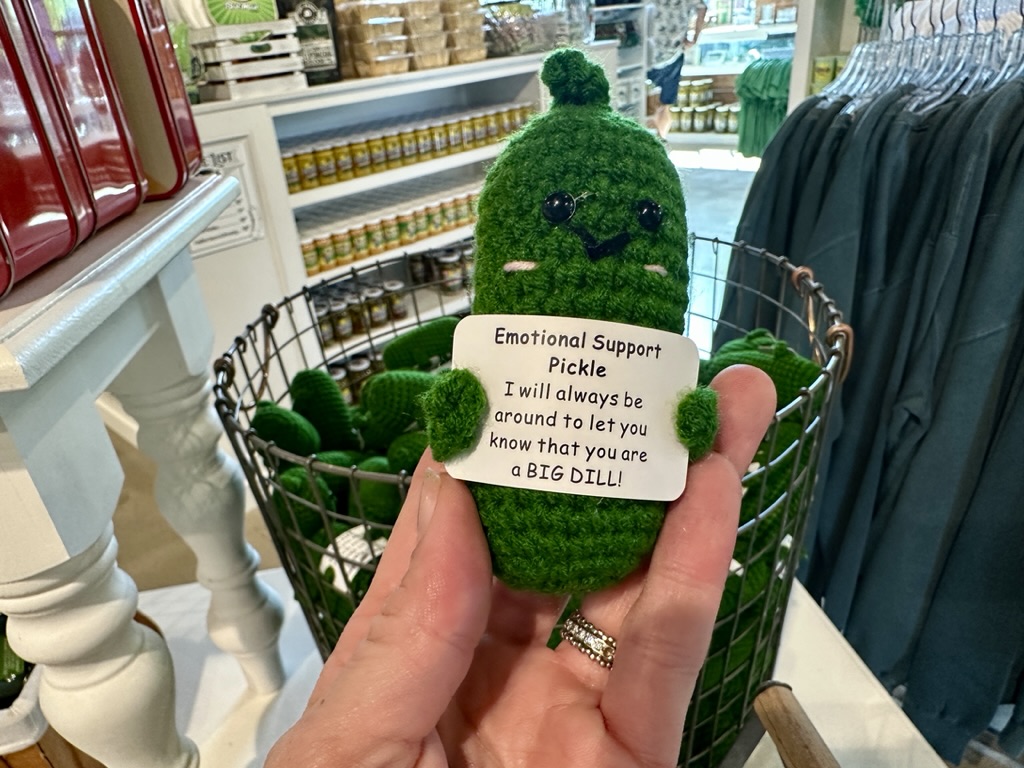 Emotional Support
Pickle
I will always be
around to let you
know that you are
a BIG DILL!